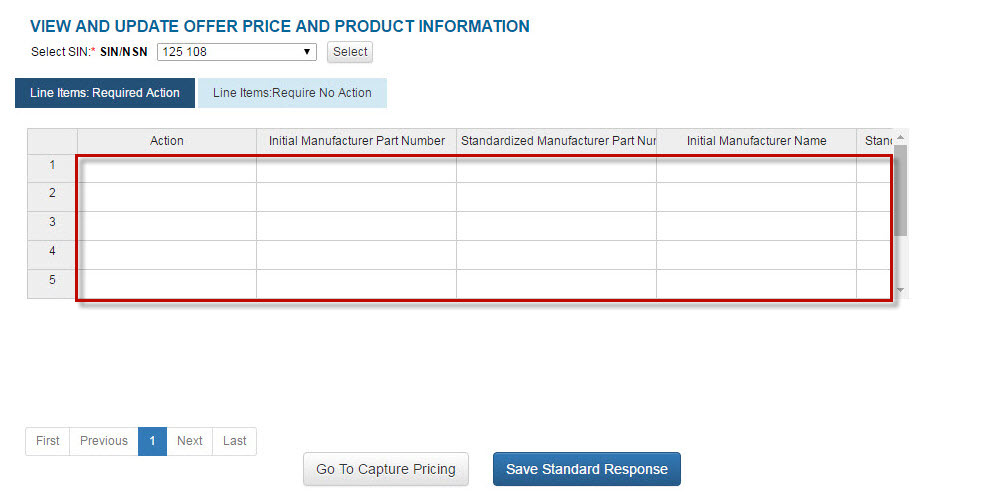 VIEW AND UPDATE OFFER PRICE AND PRODUCT INFORMATION
Select SIN:* SIN/NSN 125 108 Select
Line Items: Required Action Line Items:Require No Action
Action Initial Manufacturer Part Number Standardized Manufacturer Part Nur Initial Manufacturer Name Stan
1
2
3
4
5
First Previous 1 Next Last
Go To Capture Pricing Save Standard Response